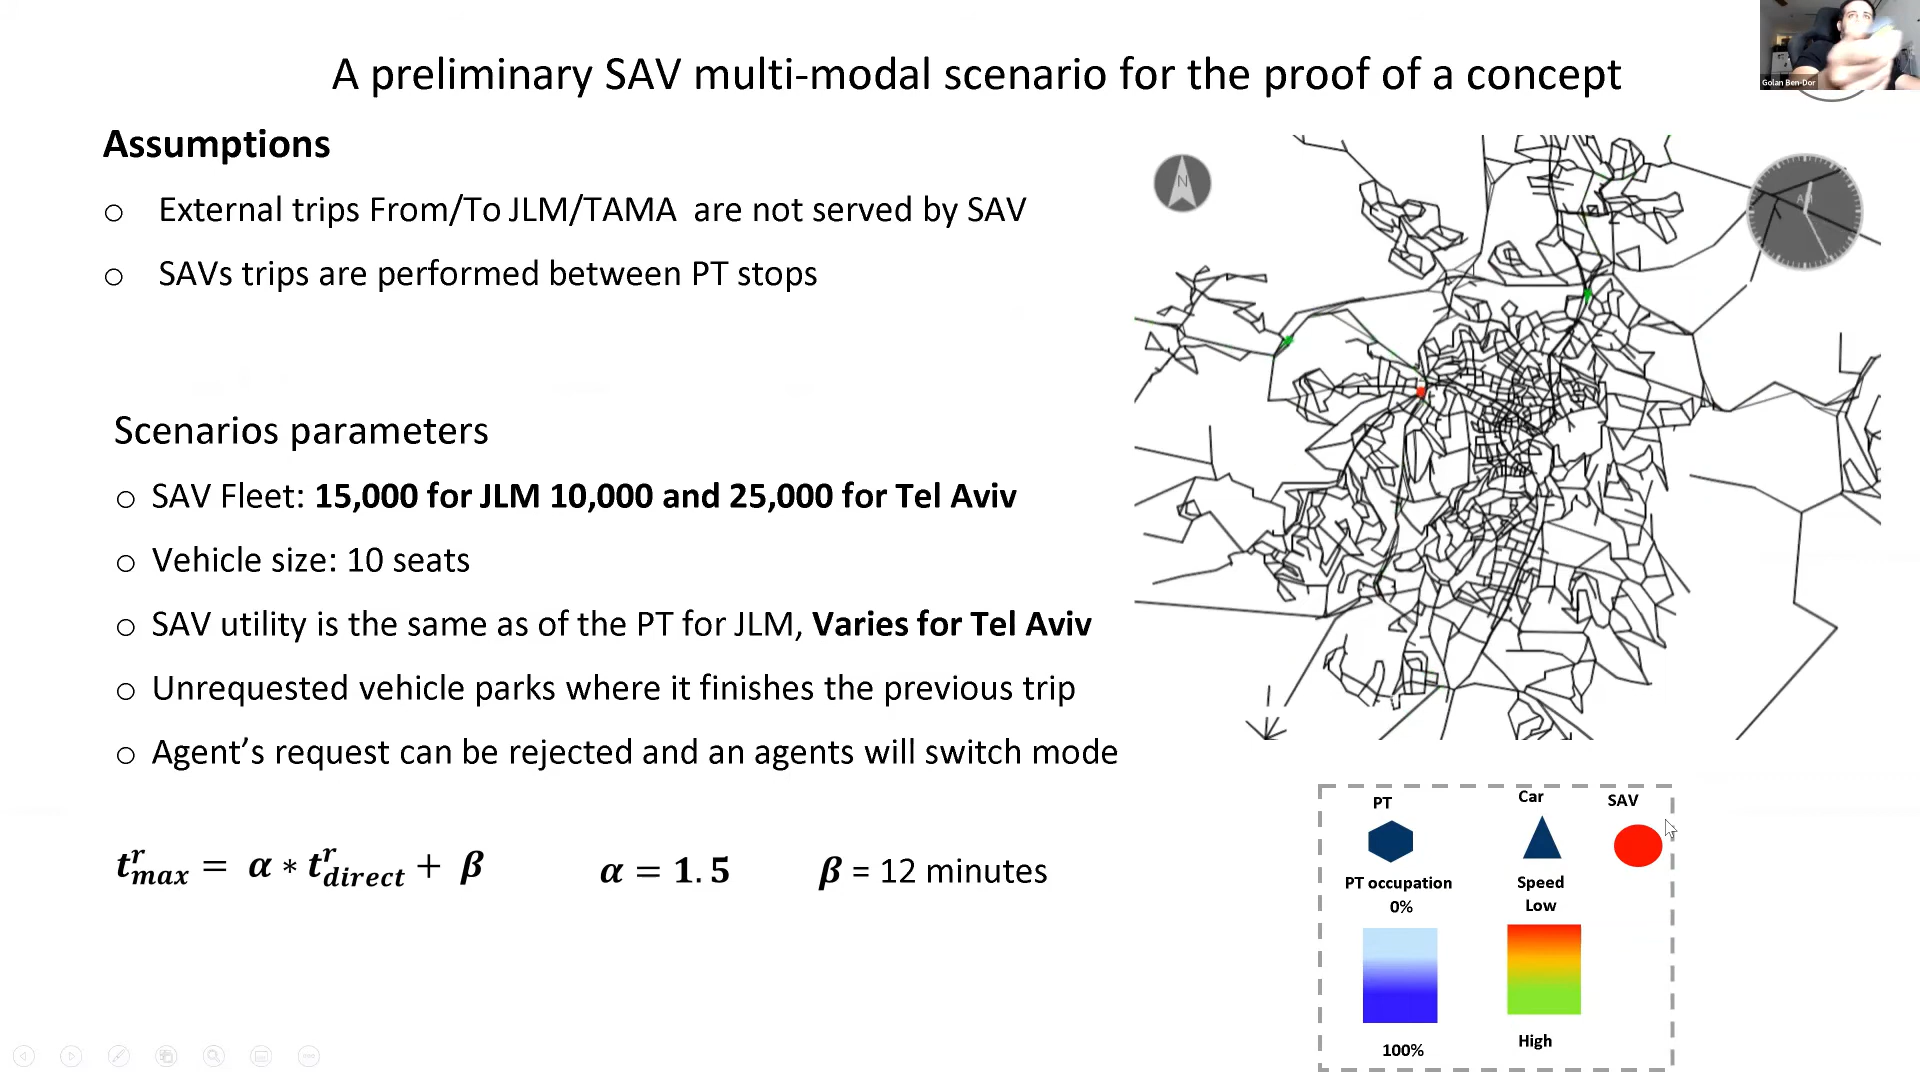 A preliminary SAV multi-modal scenario for the proof of a concept
Golan Ben-Dor
Assumptions
o External trips From/To JLM/TAMA are not served by SAV
o SAVs trips are performed between PT stops
N
AM
Scenarios parameters
o SAV Fleet: 15,000 for JLM 10,000 and 25,000 for Tel Aviv
o Vehicle size: 10 seats
o SAV utility is the same as of the PT for JLM, Varies for Tel Aviv
o Unrequested vehicle parks where it finishes the previous trip
o Agent’s request can be rejected and an agents will switch mode
t^r_max = α * t^r_direct + β α = 1.5 β = 12 minutes
PT Car SAV
PT occupation Speed
0% Low
100% High